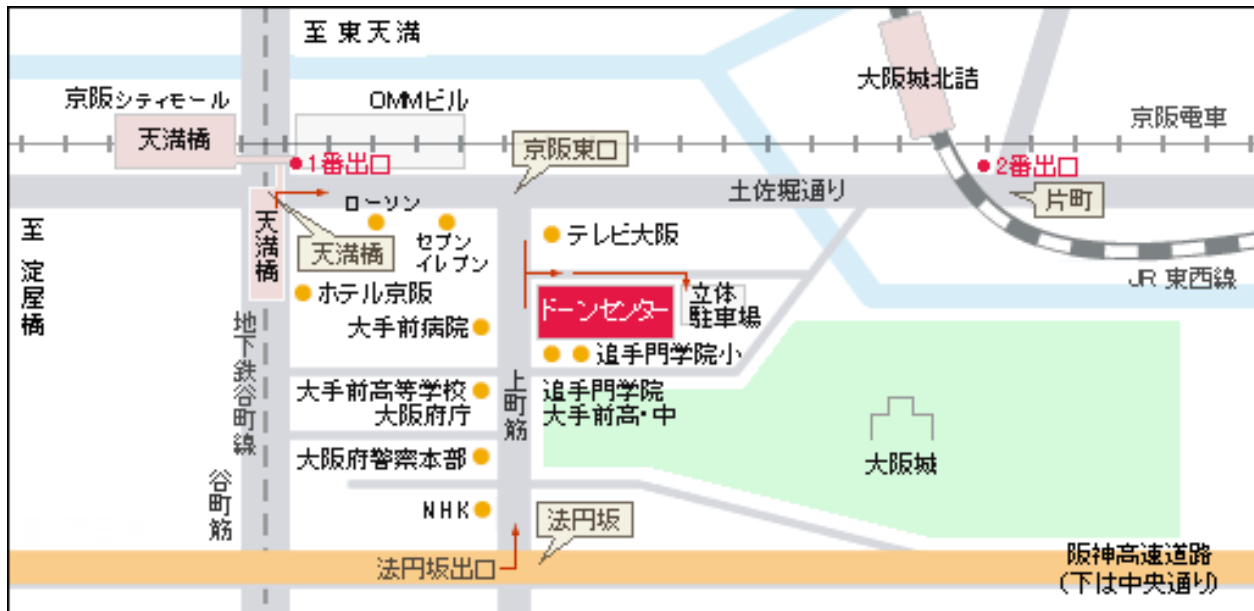 至 東天満
京阪シティモール
OMMビル
大阪城北詰
天満橋
京阪電車
1番出口
京阪東口
2番出口
土佐堀通り
片町
ローソン
至 淀屋橋
天満橋
天満橋
セブン
イレブン
テレビ大阪
JR 東西線
ホテル京阪
ドーンセンター
立体
駐車場
大手前病院
地下鉄谷町線
追手門学院小
大手前高等学校
上町筋
追手門学院
大阪府庁
大手前高・中
大阪府警察本部
大阪城
谷町筋
NHK
法円坂
法円坂出口
阪神高速道路
(下は中央通り)